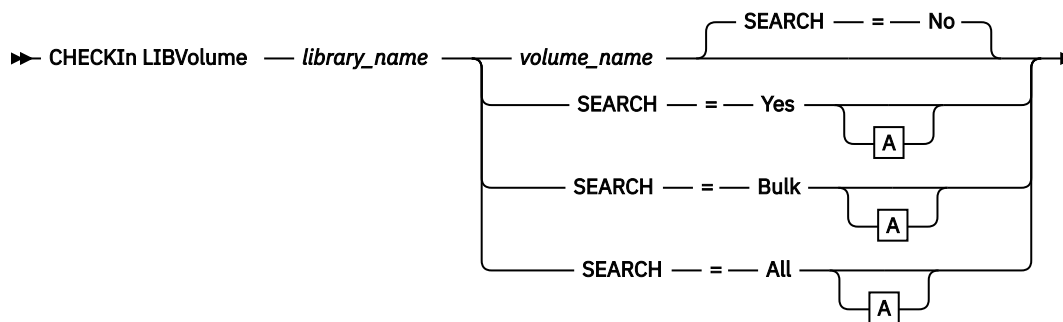 SEARCH = No
CHECKIn LIBVolume library_name volume_name
SEARCH = Yes
A
SEARCH = Bulk
A
SEARCH = All
A